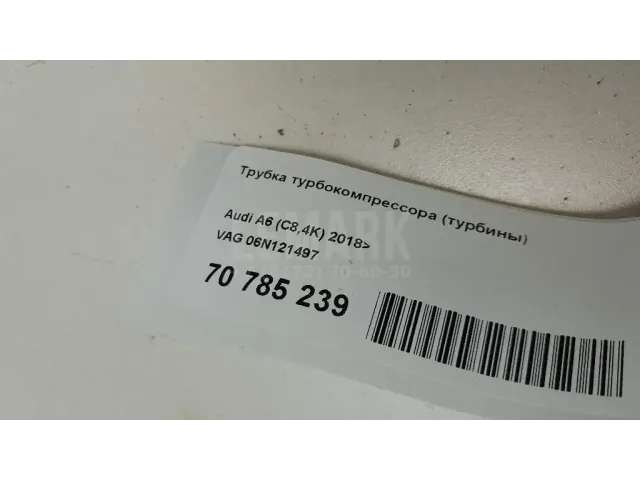 Трубка турбокомпрессора (турбины)
Audi A6 (C8,4K) 2018>
VAG 06N121497
70 785 239